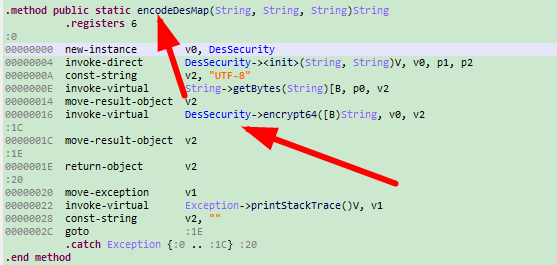 .method public static encodeDesMap(String, String, String)String
.registers 6
:0
00000000 new-instance v0, DesSecurity
00000004 invoke-direct DesSecurity-><init>(String, String)V, v0, p1, p2
0000000A const-string v2, "UTF-8"
0000000E invoke-virtual String->getBytes(String)[B, p0, v2
00000014 move-result-object v2
00000016 invoke-virtual DesSecurity->encrypt64([B)String, v0, v2
:1C
0000001C move-result-object v2
:1E
0000001E return-object v2
:20
00000020 move-exception v1
00000022 invoke-virtual Exception->printStackTrace()V, v1
00000028 const-string v2, ""
0000002C goto :1E
.catch Exception {:0 .. :1C} :20
.end method